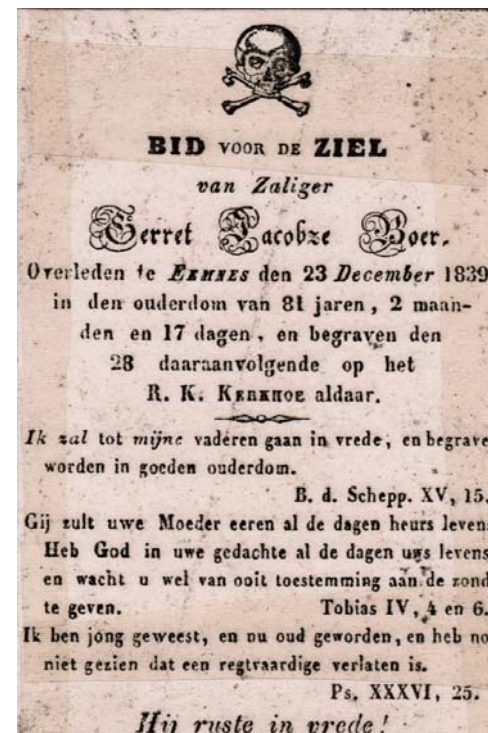 BID VOOR DE ZIEL
van Zaliger
Gerret Jacobze Boer.
Overleden te EEMNES den 23 December 1839
in den ouderdom van 81 jaren, 2 maan-
den en 17 dagen, en begraven den
28 daaraanvolgende op het
R. K. KERKHOF aldaar.
Ik zal tot mijne vaderen gaan in vrede, en begrave
worden in goeden ouderdom.
B. d. Schepp. XV, 15.
Gij zult uwe Moeder eeren al de dagen heurs leven
Heb God in uwe gedachte al de dagen uws levens
en wacht u wel van ooit toestemming aan de zond
te geven. Tobias IV, 4 en 6.
Ik ben jong geweest, en nu oud geworden, en heb no
niet gezien dat een regtvaardige verlaten is.
Ps. XXXVI, 25.
Hij ruste in vrede!